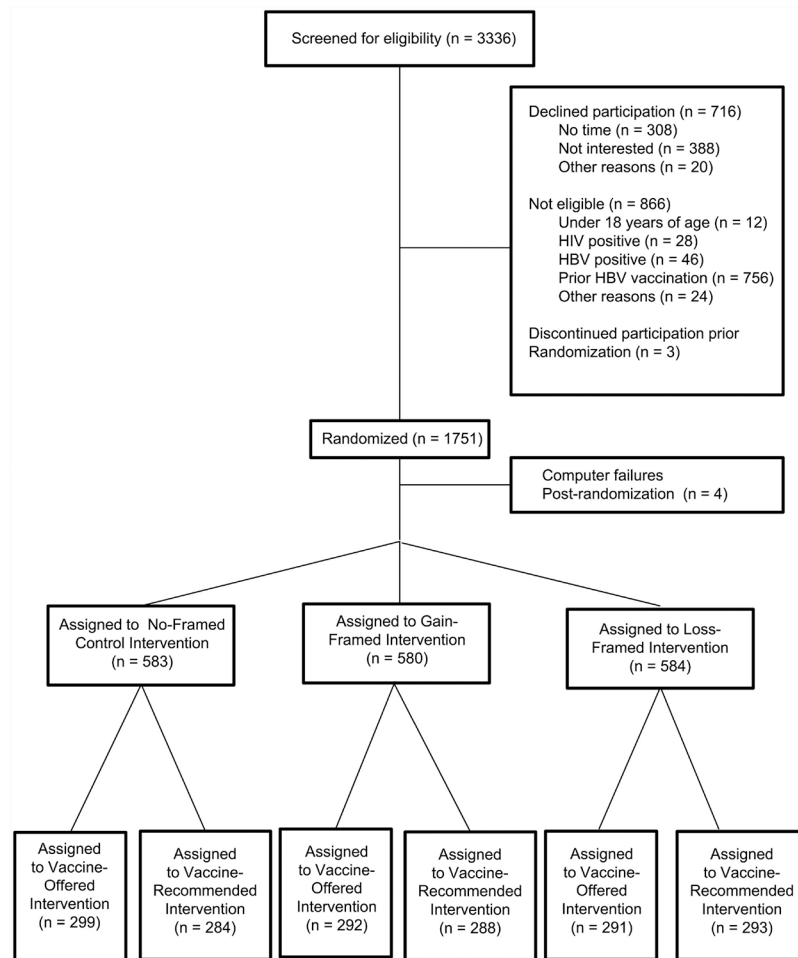 Screened for eligibility (n = 3336)
Declined participation (n = 716)
No time (n = 308)
Not interested (n = 388)
Other reasons (n = 20)
Not eligible (n = 866)
Under 18 years of age (n = 12)
HIV positive (n = 28)
HBV positive (n = 46)
Prior HBV vaccination (n = 756)
Other reasons (n = 24)
Discontinued participation prior
Randomization (n = 3)
Randomized (n = 1751)
Computer failures
Post-randomization (n = 4)
Assigned to No-Framed
Control Intervention
(n = 583)
Assigned to Gain-
Framed Intervention
(n = 580)
Assigned to Loss-
Framed Intervention
(n = 584)
Assigned
to Vaccine-
Offered
Intervention
(n = 299)
Assigned
to Vaccine-
Recommended
Intervention
(n = 284)
Assigned
to Vaccine-
Offered
Intervention
(n = 292)
Assigned
to Vaccine-
Recommended
Intervention
(n = 288)
Assigned
to Vaccine-
Offered
Intervention
(n = 291)
Assigned
to Vaccine-
Recommended
Intervention
(n = 293)